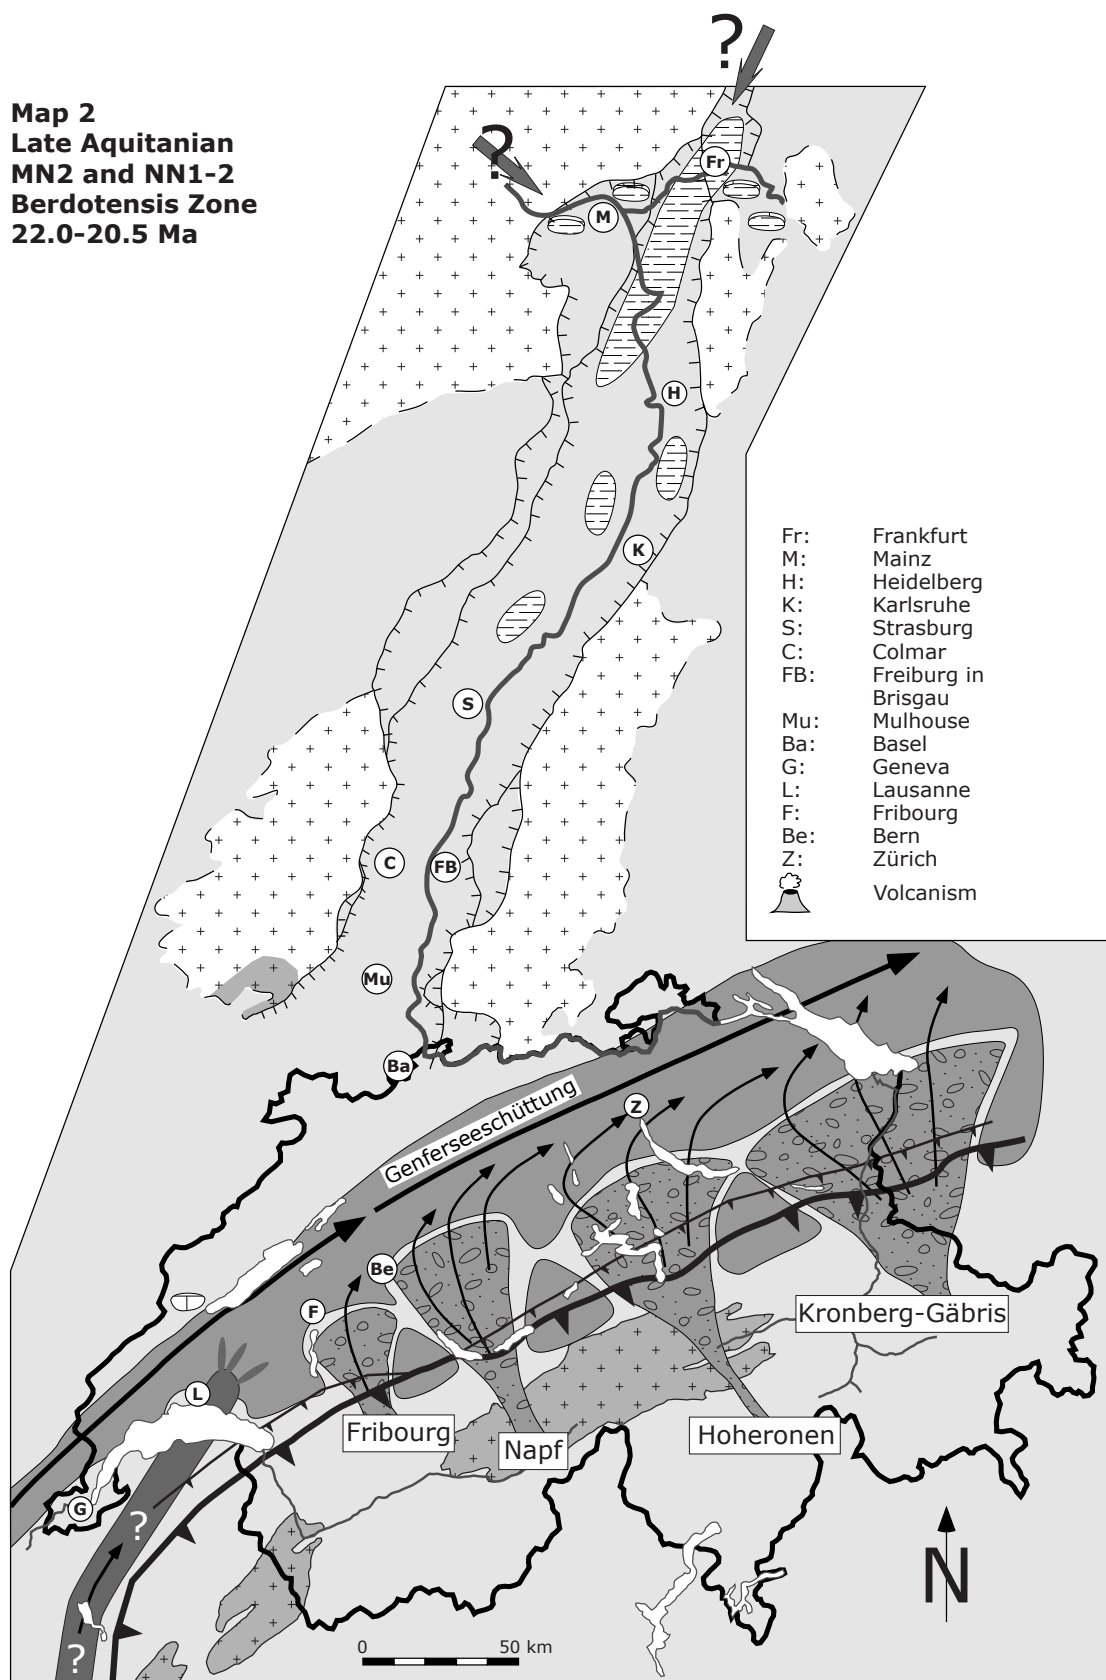 ?
Map 2
Late Aquitanian
MN2 and NN1-2
Berdotensis Zone
22.0-20.5 Ma
?
Fr
M
H
K
Fr: Frankfurt
M: Mainz
H: Heidelberg
K: Karlsruhe
S: Strasburg
C: Colmar
FB: Freiburg in
Brisgau
Mu: Mulhouse
Ba: Basel
G: Geneva
L: Lausanne
F: Fribourg
Be: Bern
Z: Zürich
Volcanism
S
C
FB
Mu
Ba
Z
Genferseeschüttung
Be
F
Kronberg-Gäbris
L
Fribourg
Napf
Hoheronen
G
?
N
0 50 km
?